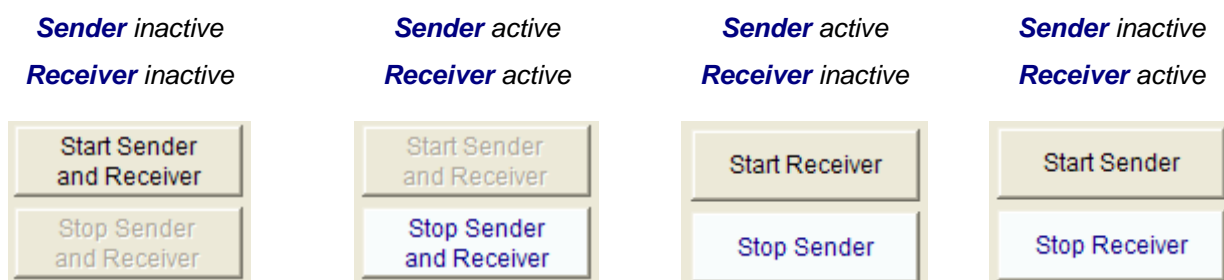 Sender inactive
Receiver inactive
Start Sender
and Receiver
Stop Sender
and Receiver
Sender active
Receiver active
Start Sender
and Receiver
Stop Sender
and Receiver
Sender active
Receiver inactive
Start Receiver
Stop Sender
Sender inactive
Receiver active
Start Sender
Stop Receiver